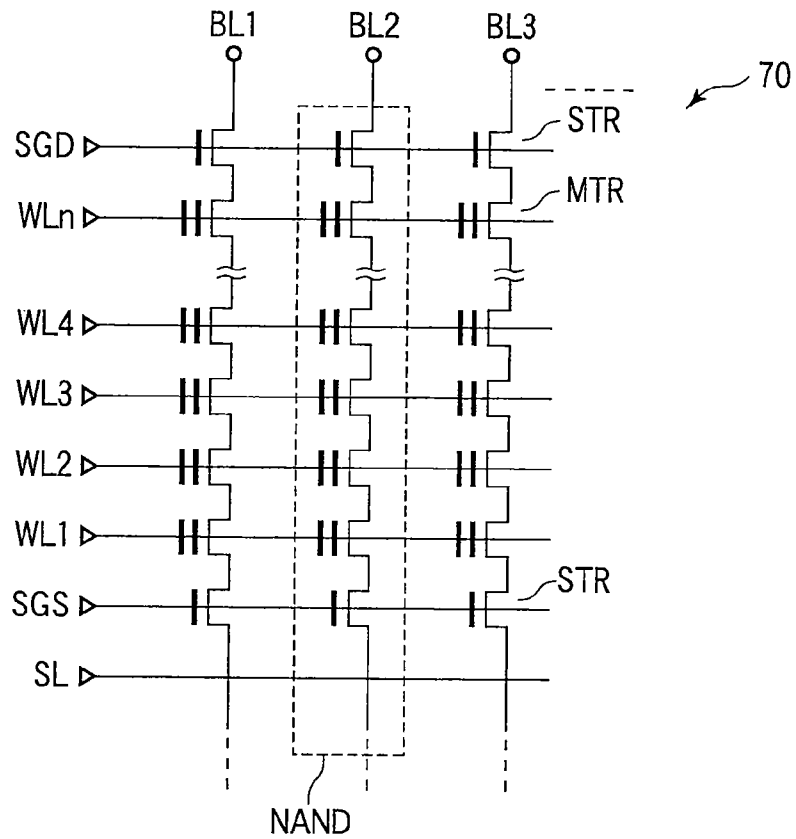 BL1 BL2 BL3
70
SGD
STR
WLn
MTR
WL4
WL3
WL2
WL1
SGS
STR
SL
NAND